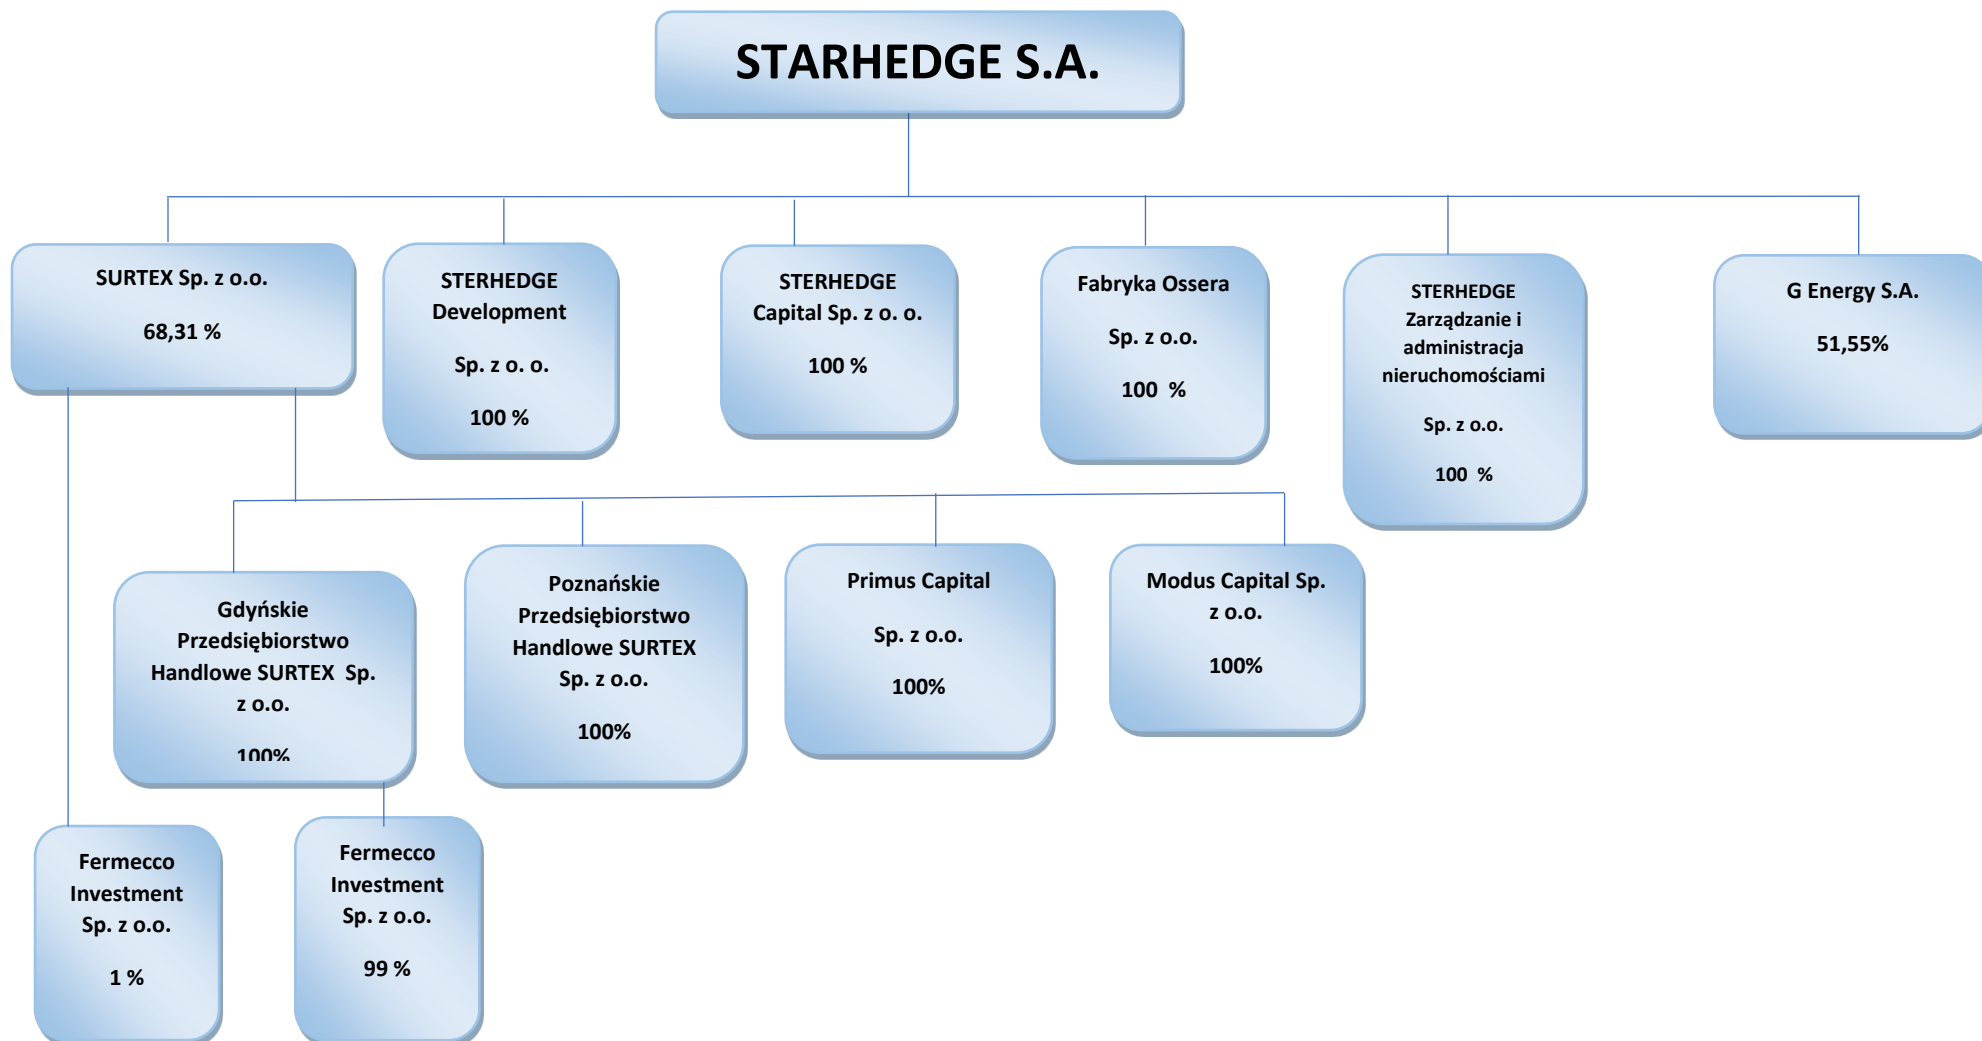 STARHEDGE S.A.
SURTEX Sp. z o.o.
68,31 %
STERHEDGE
Development
Sp. z o. o.
100 %
STERHEDGE
Capital Sp. z o. o.
100 %
Fabryka Ossera
Sp. z o.o.
100 %
STERHEDGE
Zarządzanie i
administracja
nieruchomościami
Sp. z o.o.
100 %
G Energy S.A.
51,55%
Gdyńskie
Przedsiębiorstwo
Handlowe SURTEX Sp.
z o.o.
100%
Poznańskie
Przedsiębiorstwo
Handlowe SURTEX
Sp. z o.o.
100%
Primus Capital
Sp. z o.o.
100%
Modus Capital Sp.
z o.o.
100%
Fermecco
Investment
Sp. z o.o.
1 %
Fermecco
Investment
Sp. z o.o.
99 %